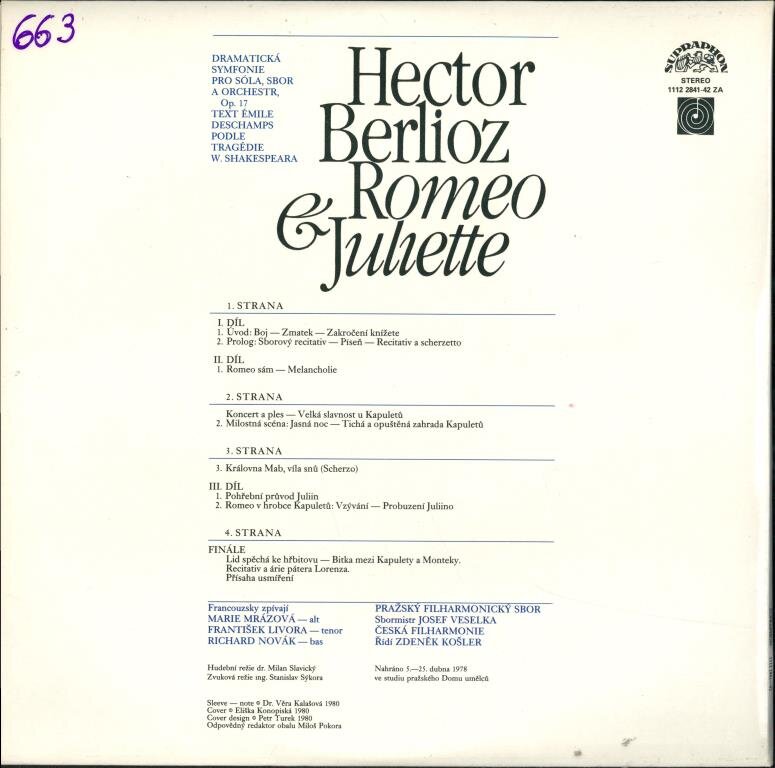 663
DRAMATICKÁ
SYMFONIE
PRO SÓLA, SBOR
A ORCHESTR,
Op. 17
TEXT ÉMILE
DESCHAMPS
PODLE
TRAGÉDIE
W. SHAKESPEARA
Hector
Berlioz
Romeo
& Juliette
SUPRAPHON
STEREO
1112 2841-42 ZA
1. STRANA
I. DÍL
1. Úvod: Boj — Zmatek — Zakročení knížete
2. Prolog: Sborový recitativ — Píseň — Recitativ a scherzetto
II. DÍL
1. Romeo sám — Melancholie
2. STRANA
Koncert a ples — Velká slavnost u Kapuletů
2. Milostná scéna: Jasná noc — Tichá a opuštěná zahrada Kapuletů
3. STRANA
3. Královna Mab, víla snů (Scherzo)
III. DÍL
1. Pohřební průvod Juliin
2. Romeo v hrobce Kapuletů: Vzývání — Probuzení Juliino
4. STRANA
FINÁLE
Lid spěchá ke hřbitovu — Bitka mezi Kapulety a Monteky.
Recitativ a árie pátera Lorenza.
Přísaha usmíření
Francouzsky zpívají
MARIE MRÁZOVÁ — alt
FRANTIŠEK LIVORA — tenor
RICHARD NOVÁK — bas
PRAŽSKÝ FILHARMONICKÝ SBOR
Sbormistr JOSEF VESELKA
ČESKÁ FILHARMONIE
Řídí ZDENĚK KOŠLER
Hudební režie dr. Milan Slavický
Zvuková režie ing. Stanislav Sýkora
Nahráno 5.—25. dubna 1978
ve studiu pražského Domu umělců
Sleeve — note © Dr. Věra Kalašová 1980
Cover © Eliška Konopiská 1980
Cover design © Petr Turek 1980
Odpovědný redaktor obalu Miloš Pokora